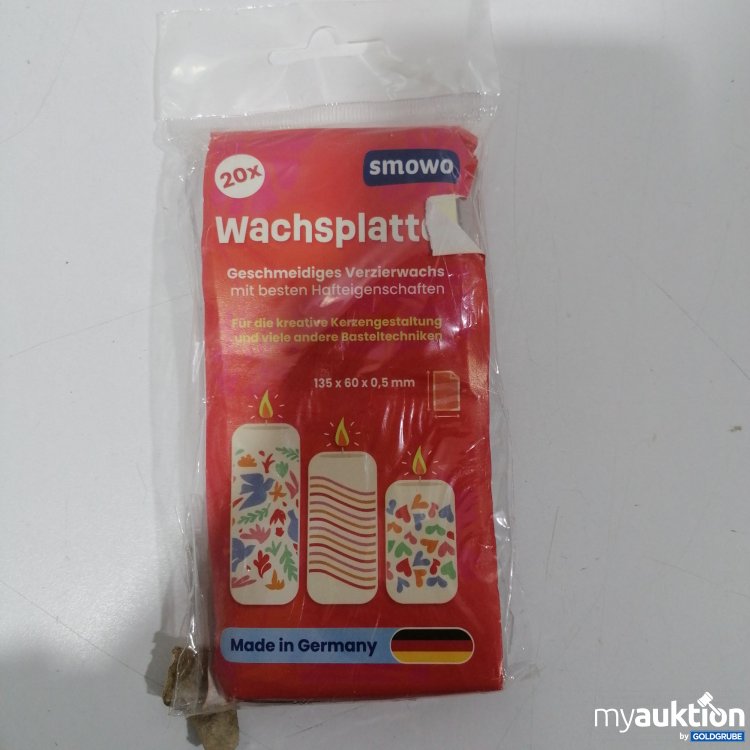 20x
smowo
Wachsplatte
Geschmeidiges Verzierwachs
mit besten Hafteigenschaften
Für die kreative Kerzengestaltung
und viele andere Basteltechniken
135 x 60 x 0,5 mm
Made in Germany
myauktion
by GOLDGRUBE